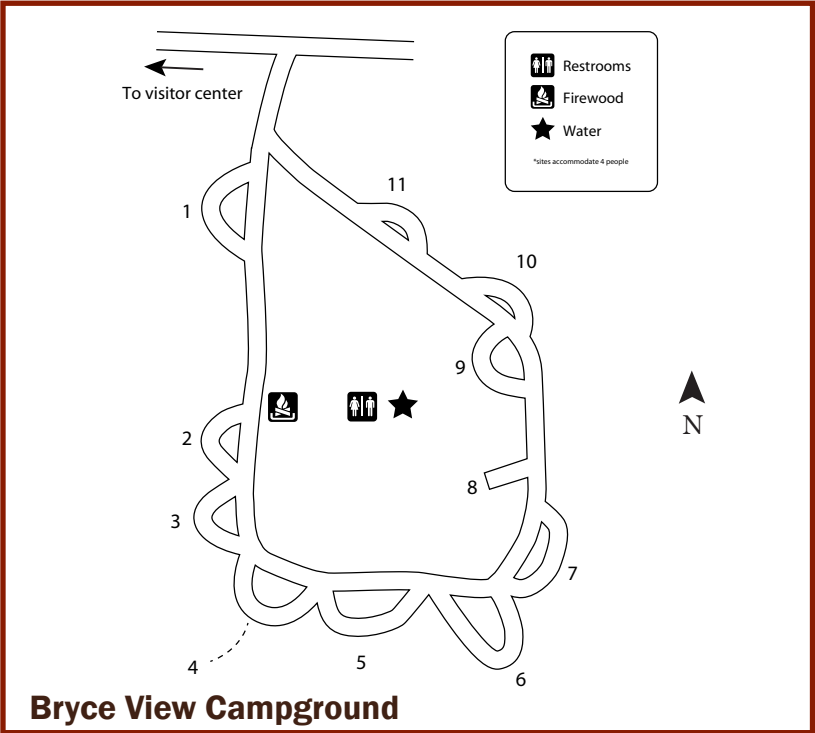 To visitor center
Restrooms
Firewood
Water
*sites accommodate 4 people
11
1
10
9
N
2
8
3
7
4
5
6
Bryce View Campground